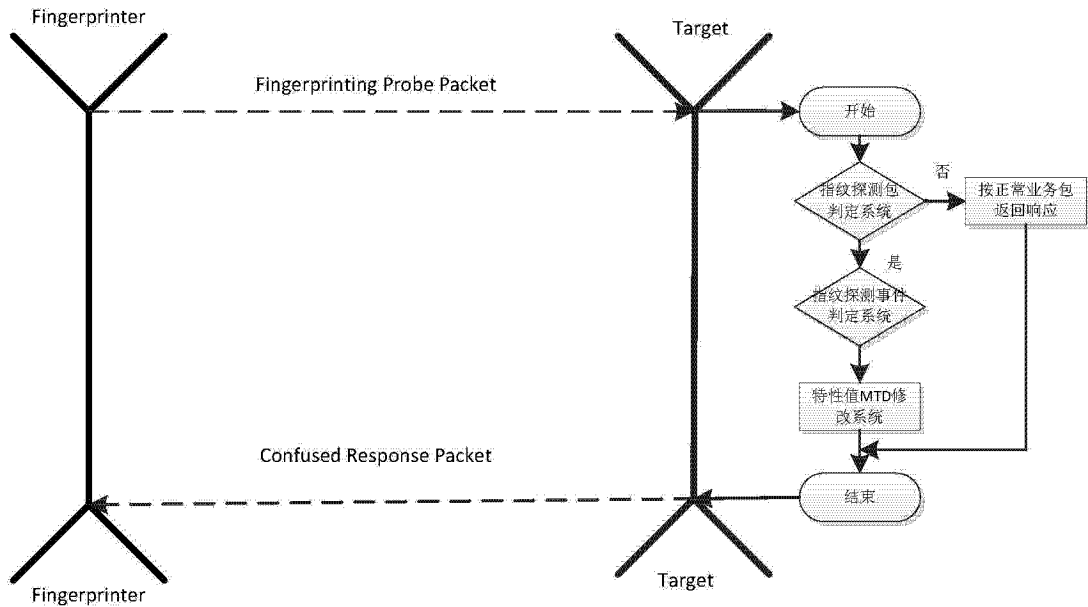 Fingerprinter
Target
Fingerprinting Probe Packet
开始
指纹探测包
判定系统
否
按正常业务包
返回响应
是
指纹探测事件
判定系统
特性值MTD修
改系统
Confused Response Packet
结束
Fingerprinter
Target